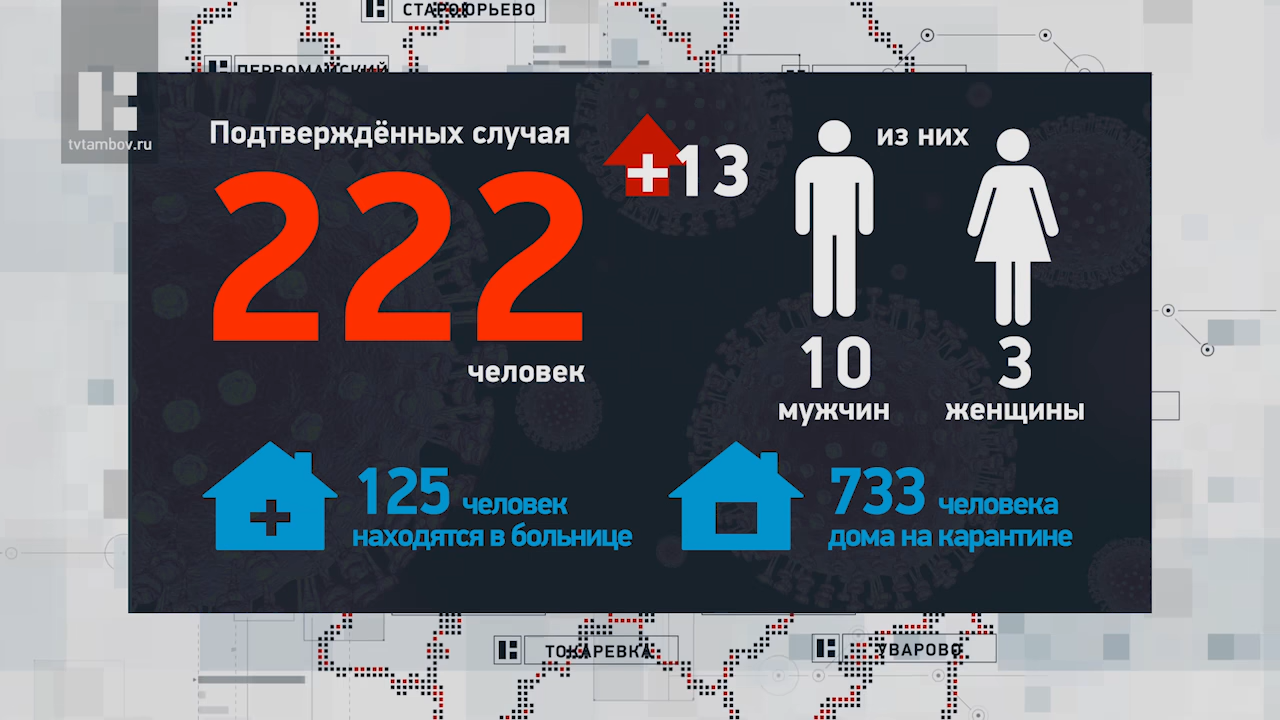 СТАРОЮРЬЕВО
ПЕРВОМАЙСКИЙ
tvtambov.ru
Подтверждённых случая
222
человек
+13
из них
10
мужчин
3
женщины
125 человек
находятся в больнице
733 человека
дома на карантине
ТОКАРЕВКА
УВАРОВО